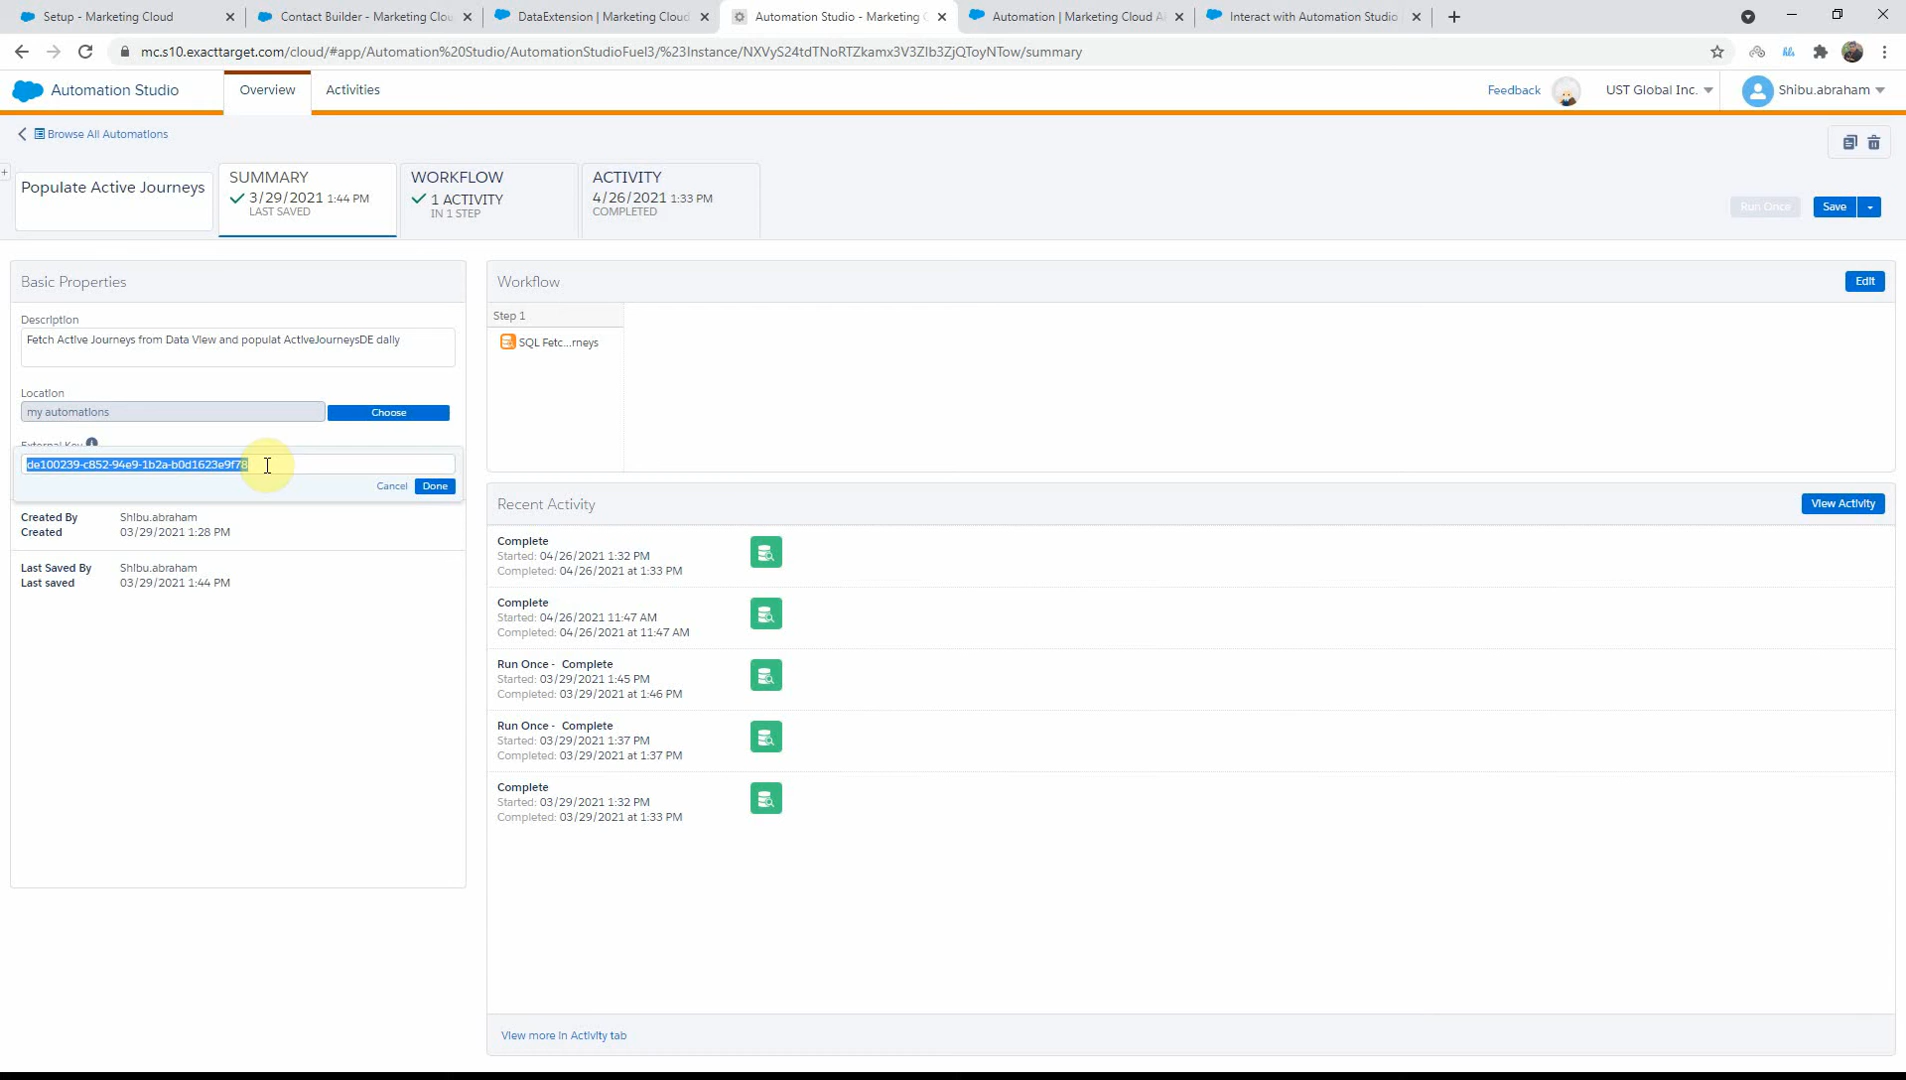 Setup - Marketing Cloud
Contact Builder - Marketing Clou
DataExtension | Marketing Cloud
Automation Studio - Marketing C
Automation | Marketing Cloud AP
Interact with Automation Studio
mc.s10.exacttarget.com/cloud/#app/Automation%20Studio/AutomationStudioFuel3/%23Instance/NXVyS24tdTNoRTZkamx3V3ZIb3ZjQToyNTow/summary
Automation Studio
Overview
Activities
Feedback
UST Global Inc.
Shibu.abraham
Browse All Automations
Populate Active Journeys
SUMMARY
3/29/2021 1:44 PM
LAST SAVED
WORKFLOW
1 ACTIVITY
IN 1 STEP
ACTIVITY
4/26/2021 1:33 PM
COMPLETED
Run Once
Save
Basic Properties
Description
Fetch Active Journeys from Data View and populat ActiveJourneysDE daily
Location
my automations
Choose
External Key
de100239-c852-94e9-1b2a-b0d1623e9f78
Cancel
Done
Created By Shibu.abraham
Created 03/29/2021 1:28 PM
Last Saved By Shibu.abraham
Last saved 03/29/2021 1:44 PM
Workflow
Edit
Step 1
SQL Fetc...rneys
Recent Activity
View Activity
Complete
Started: 04/26/2021 1:32 PM
Completed: 04/26/2021 at 1:33 PM
Complete
Started: 04/26/2021 11:47 AM
Completed: 04/26/2021 at 11:47 AM
Run Once - Complete
Started: 03/29/2021 1:45 PM
Completed: 03/29/2021 at 1:46 PM
Run Once - Complete
Started: 03/29/2021 1:37 PM
Completed: 03/29/2021 at 1:37 PM
Complete
Started: 03/29/2021 1:32 PM
Completed: 03/29/2021 at 1:33 PM
View more in Activity tab